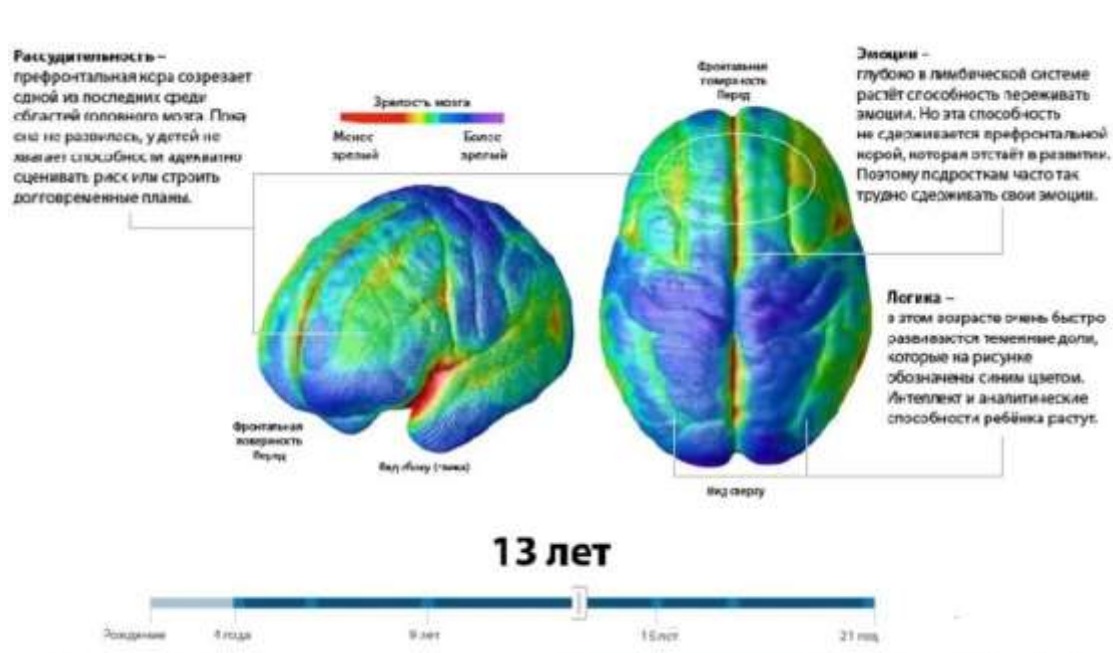 Рассудительность –
префронтальная кора созревает
одной из последних среди
областей головного мозга. Пока
она не развилась, у детей не
хватает способности адекватно
оценивать риск или строить
долговременные планы.
Зрелость мозга
Менее
зрелый
Более
зрелый
Фронтальная
поверхность
Перед
Эмоции –
глубоко в лимбической системе
растёт способность переживать
эмоции. Но эта способность
не сдерживается префронтальной
корой, которая отстаёт в развитии.
Поэтому подросткам часто так
трудно сдерживать свои эмоции.
Логика –
в этом возрасте очень быстро
развиваются теменные доли,
которые на рисунке
обозначены синим цветом.
Интеллект и аналитические
способности ребёнка растут.
Фронтальная
поверхность
Перед
Вид сбоку
Вид сверху
13 лет
Рождение
4 года
9 лет
21 год